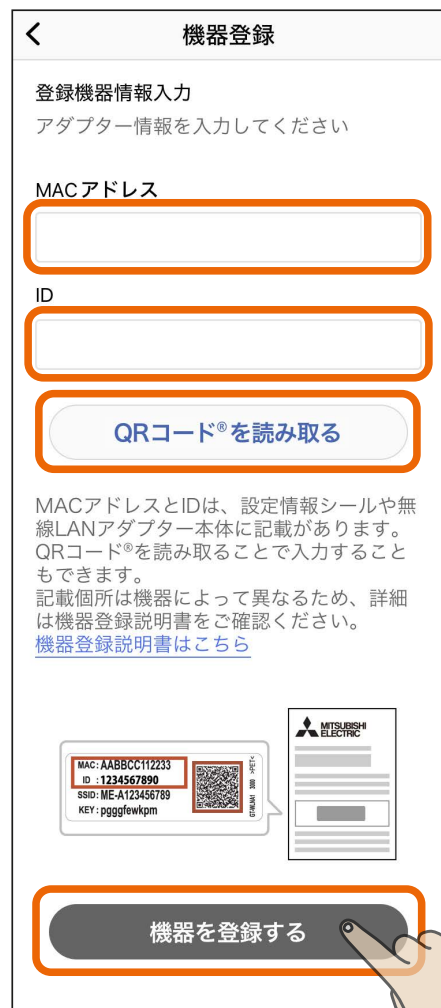 機器登録
登録機器情報入力
アダプター情報を入力してください
MACアドレス
ID
QRコード®を読み取る
MACアドレスとIDは、設定情報シールや無
線LANアダプター本体に記載があります。
QRコード®を読み取ることで入力すること
もできます。
記載個所は機器によって異なるため、詳細
は機器登録説明書をご確認ください。
機器登録説明書はこちら
MITSUBISHI
ELECTRIC
MAC: AABBCC112233
ID : 1234567890
SSID: ME-A123456789
KEY : pgggfewkpm
>PET<
3000
機器を登録する